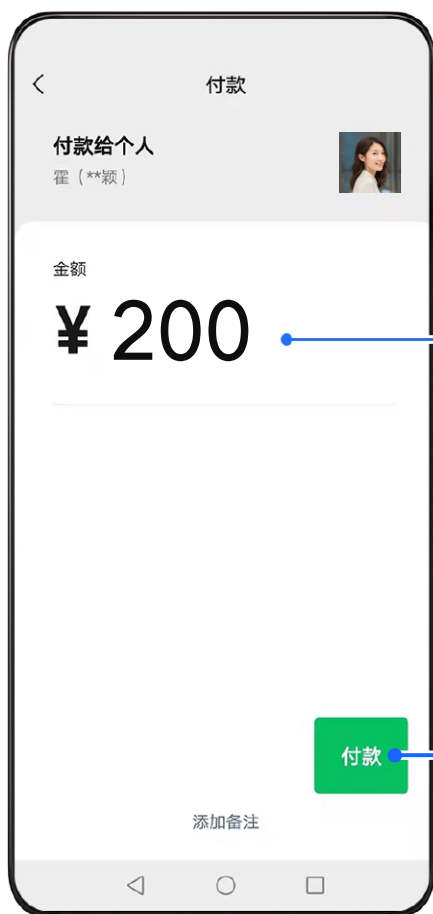 付款
付款给个人
霍（**颖）
金额
¥ 200
付款
添加备注